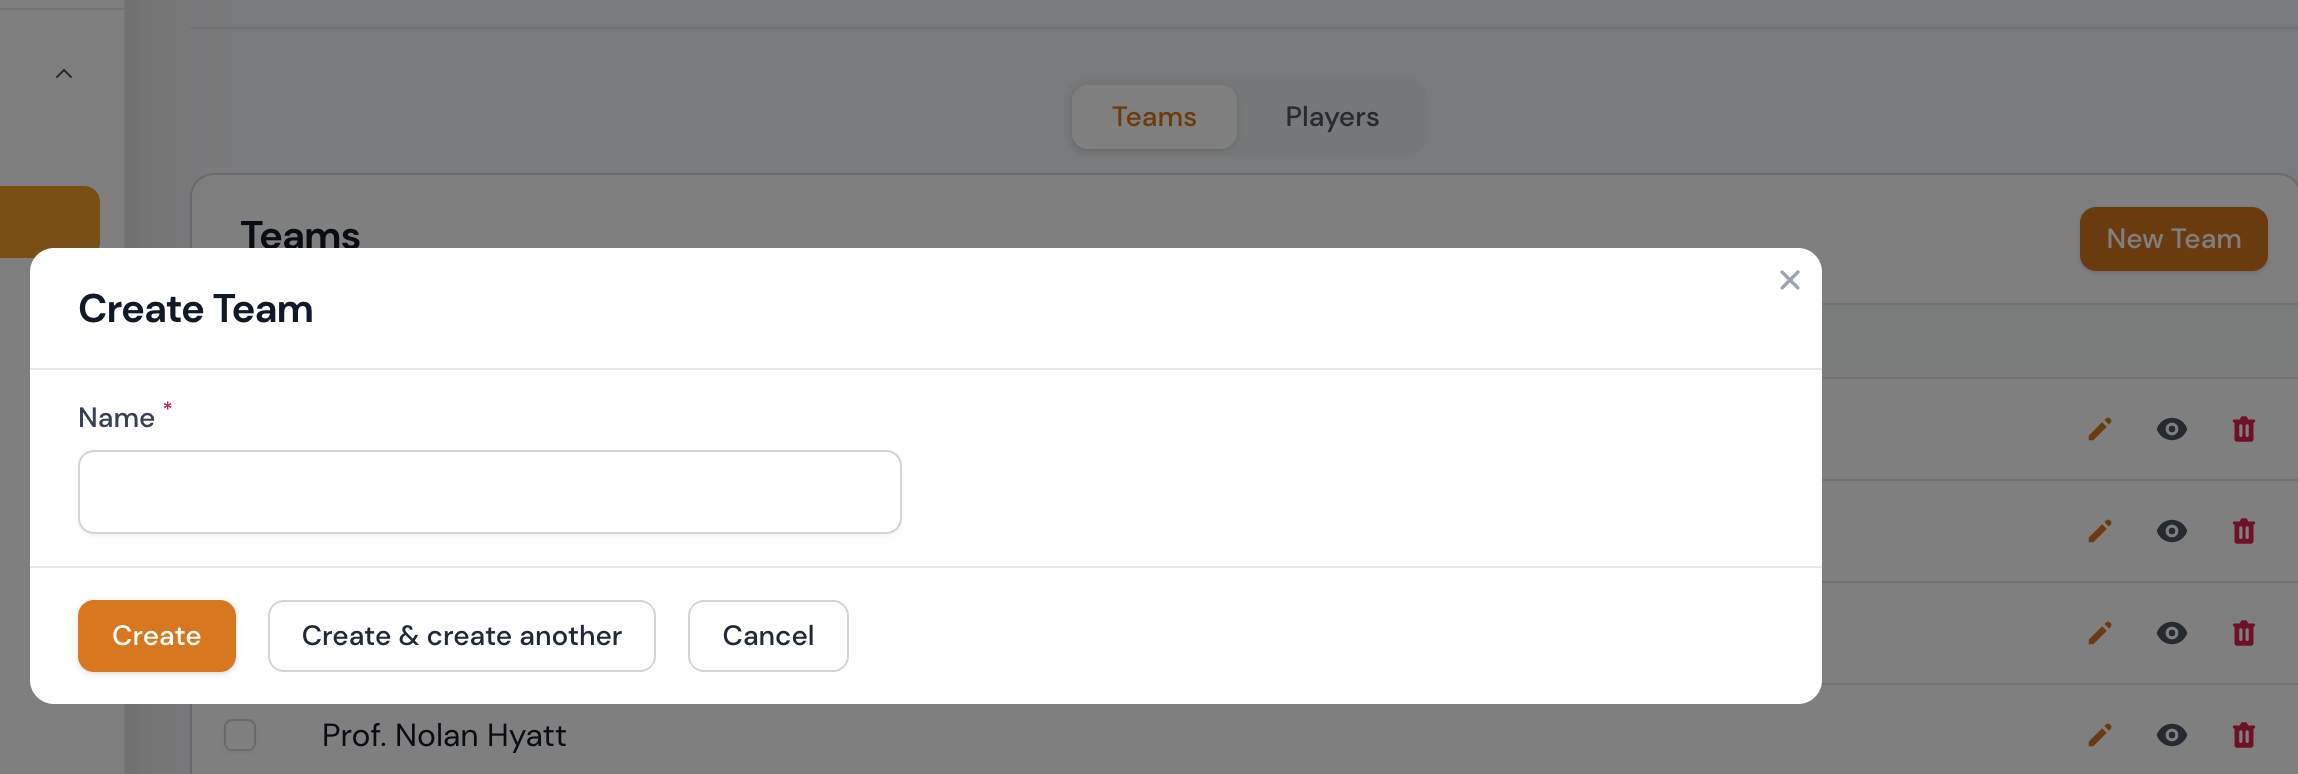 Teams Players
Teams
New Team
Create Team
Name *
Create Create & create another Cancel
Prof. Nolan Hyatt